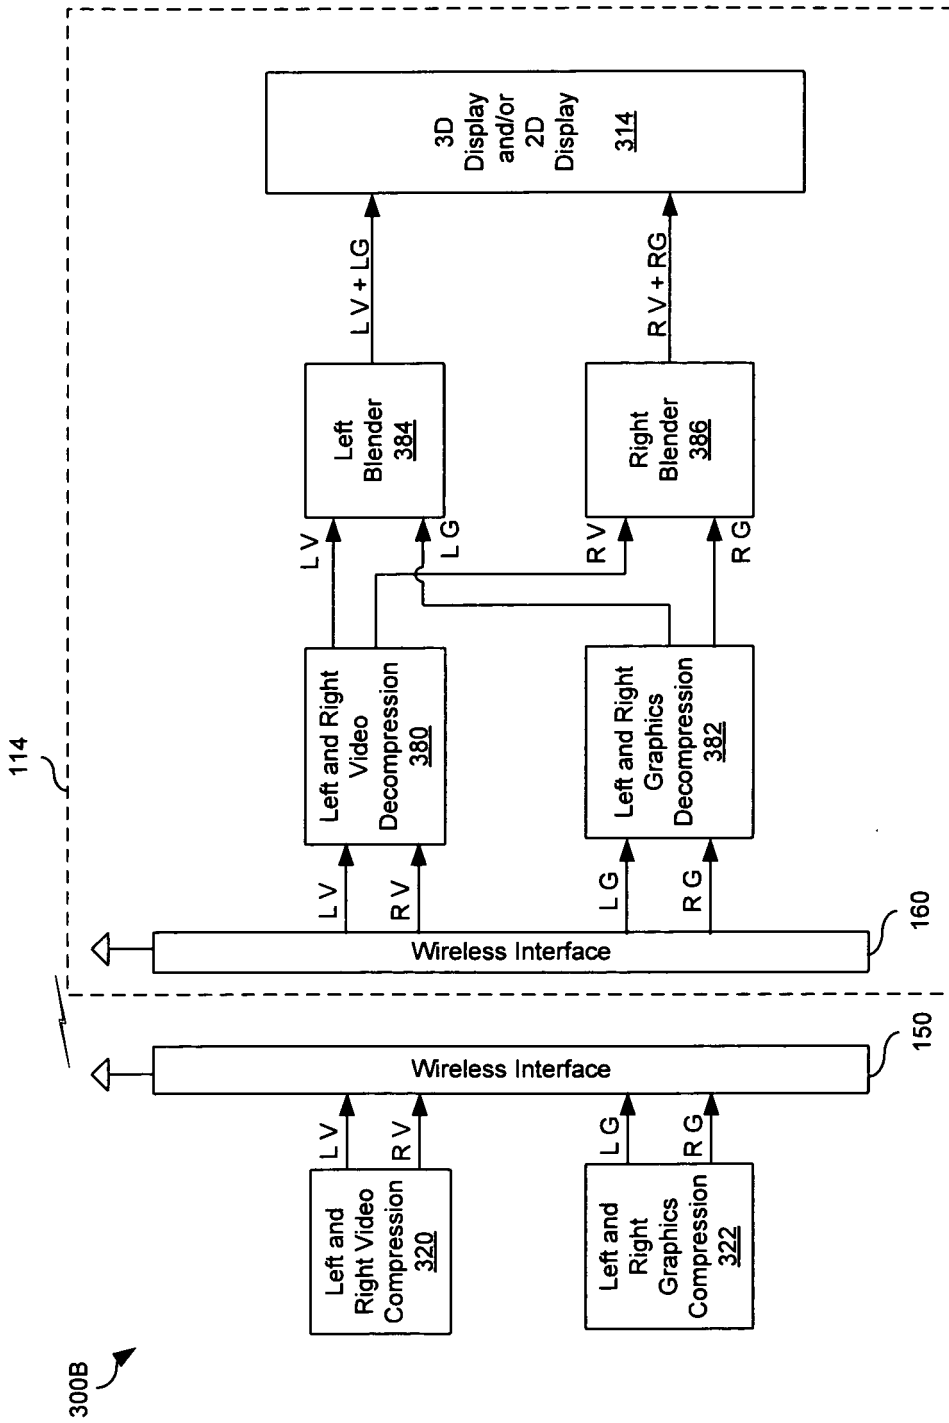 300B
114
Left and
Right Video
Compression
320
Left and
Right
Graphics
Compression
322
L V
R V
L G
R G
Wireless Interface
150
Wireless Interface
160
L V
R V
L G
R G
Left and Right
Video
Decompression
380
Left and Right
Graphics
Decompression
382
L V
L G
R V
R G
Left
Blender
384
Right
Blender
386
L V + LG
R V + RG
3D
Display
and/or
2D
Display
314